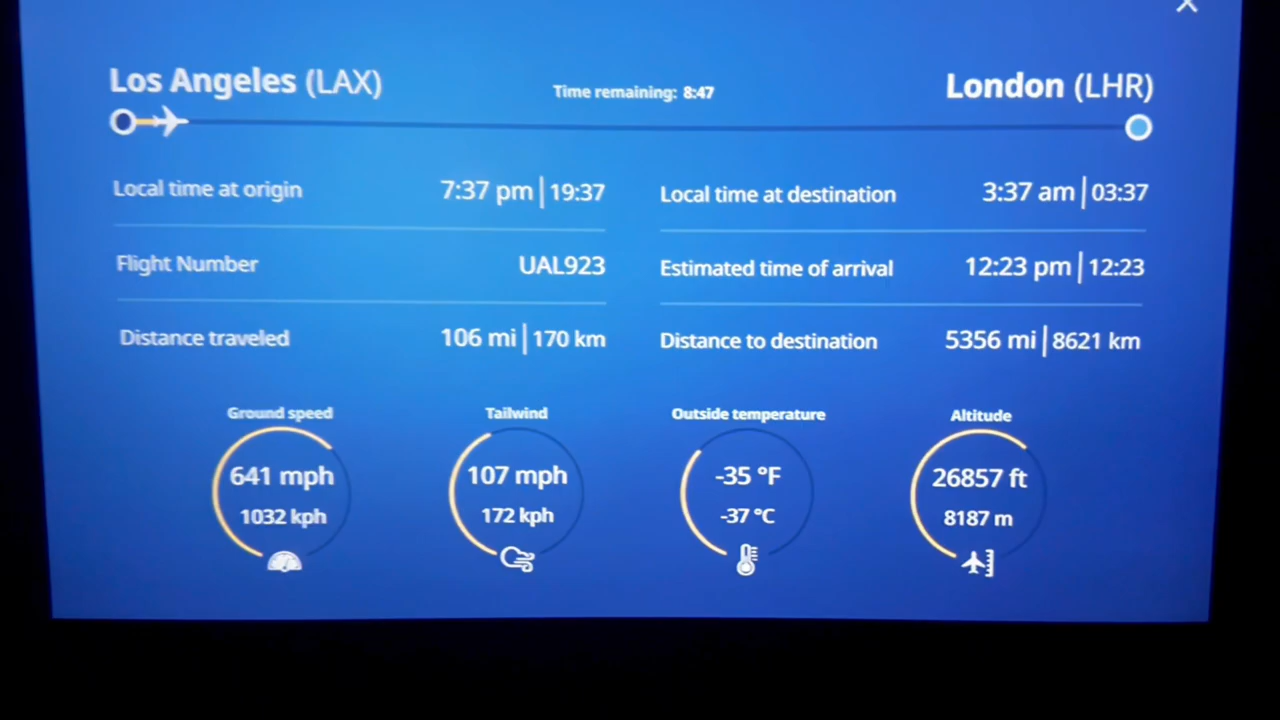 Los Angeles (LAX)
Time remaining: 8:47
London (LHR)
Local time at origin 7:37 pm | 19:37
Local time at destination 3:37 am | 03:37
Flight Number UAL923
Estimated time of arrival 12:23 pm | 12:23
Distance traveled 106 mi | 170 km
Distance to destination 5356 mi | 8621 km
Ground speed
641 mph
1032 kph
Tailwind
107 mph
172 kph
Outside temperature
-35 °F
-37 °C
Altitude
26857 ft
8187 m